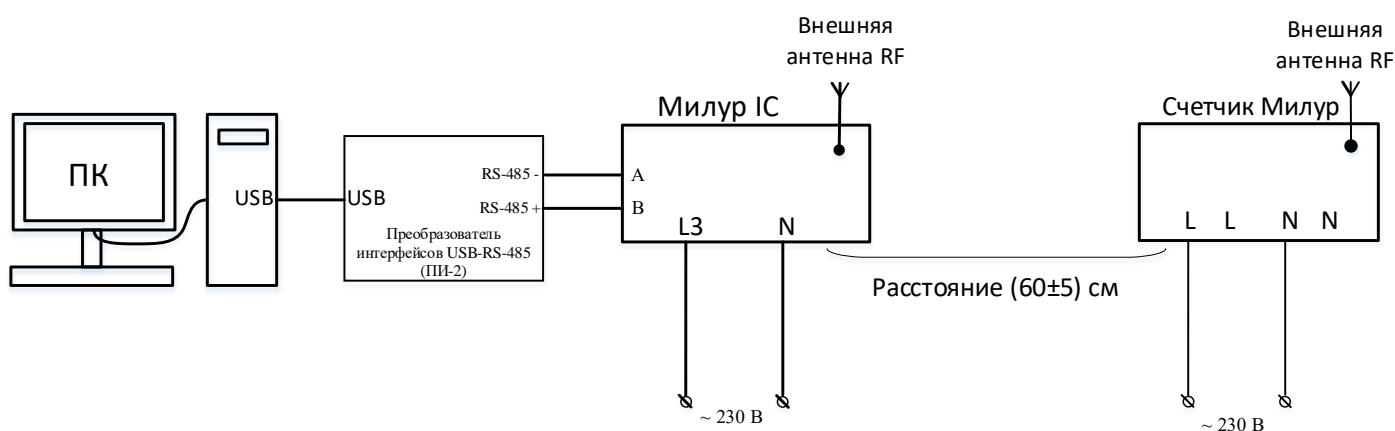 ПК
USB
USB
RS-485 -
RS-485 +
Преобразователь
интерфейсов USB-RS-485
(ПИ-2)
Милур IC
Внешняя
антенна RF
A
B
L3 N
~ 230 В
Расстояние (60±5) см
Внешняя
антенна RF
Счетчик Милур
L L N N
~ 230 В